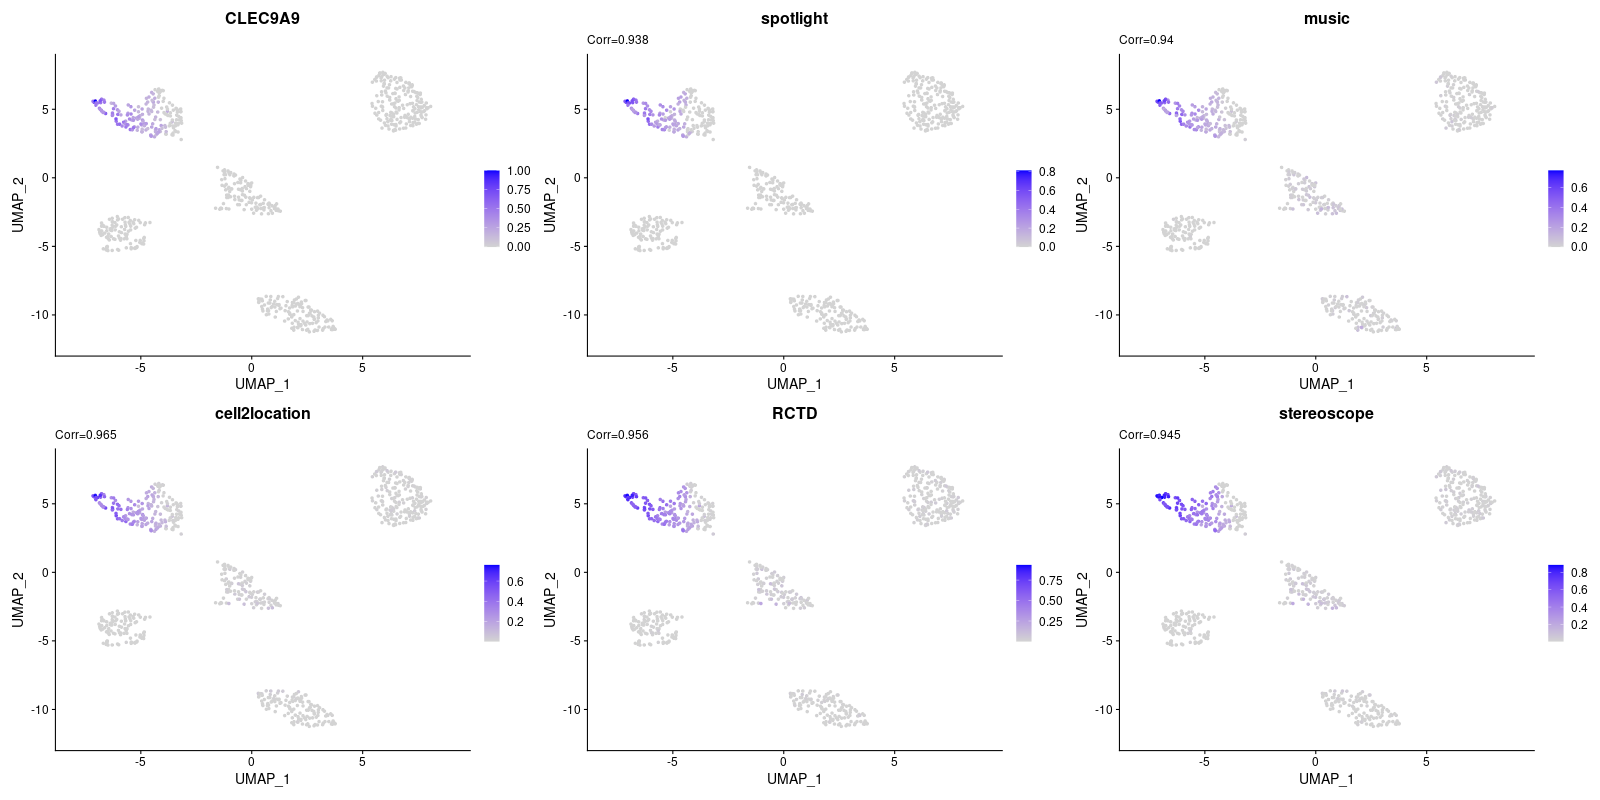 CLEC9A9
UMAP_2
5
0
-5
-10
-5
0
5
UMAP_1
1.00
0.75
0.50
0.25
0.00
spotlight
Corr=0.938
UMAP_2
5
0
-5
-10
-5
0
5
UMAP_1
0.8
0.6
0.4
0.2
0.0
music
Corr=0.94
UMAP_2
5
0
-5
-10
-5
0
5
UMAP_1
0.6
0.4
0.2
0.0
cell2location
Corr=0.965
UMAP_2
5
0
-5
-10
-5
0
5
UMAP_1
0.6
0.4
0.2
RCTD
Corr=0.956
UMAP_2
5
0
-5
-10
-5
0
5
UMAP_1
0.75
0.50
0.25
stereoscope
Corr=0.945
UMAP_2
5
0
-5
-10
-5
0
5
UMAP_1
0.8
0.6
0.4
0.2